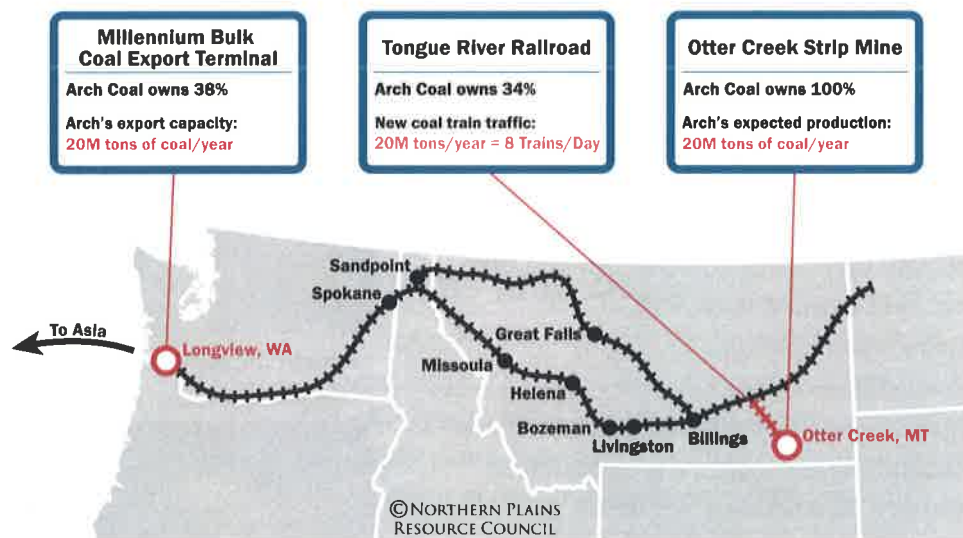 Millennium Bulk
Coal Export Terminal
Arch Coal owns 38%
Arch's export capacity:
20M tons of coal/year
Tongue River Railroad
Arch Coal owns 34%
New coal train traffic:
20M tons/year = 8 Trains/Day
Otter Creek Strip Mine
Arch Coal owns 100%
Arch's expected production:
20M tons of coal/year
Sandpoint
Spokane
To Asia
Longview, WA
Great Falls
Missoula
Helena
Bozeman
Livingston
Billings
Otter Creek, MT
©NORTHERN PLAINS
RESOURCE COUNCIL